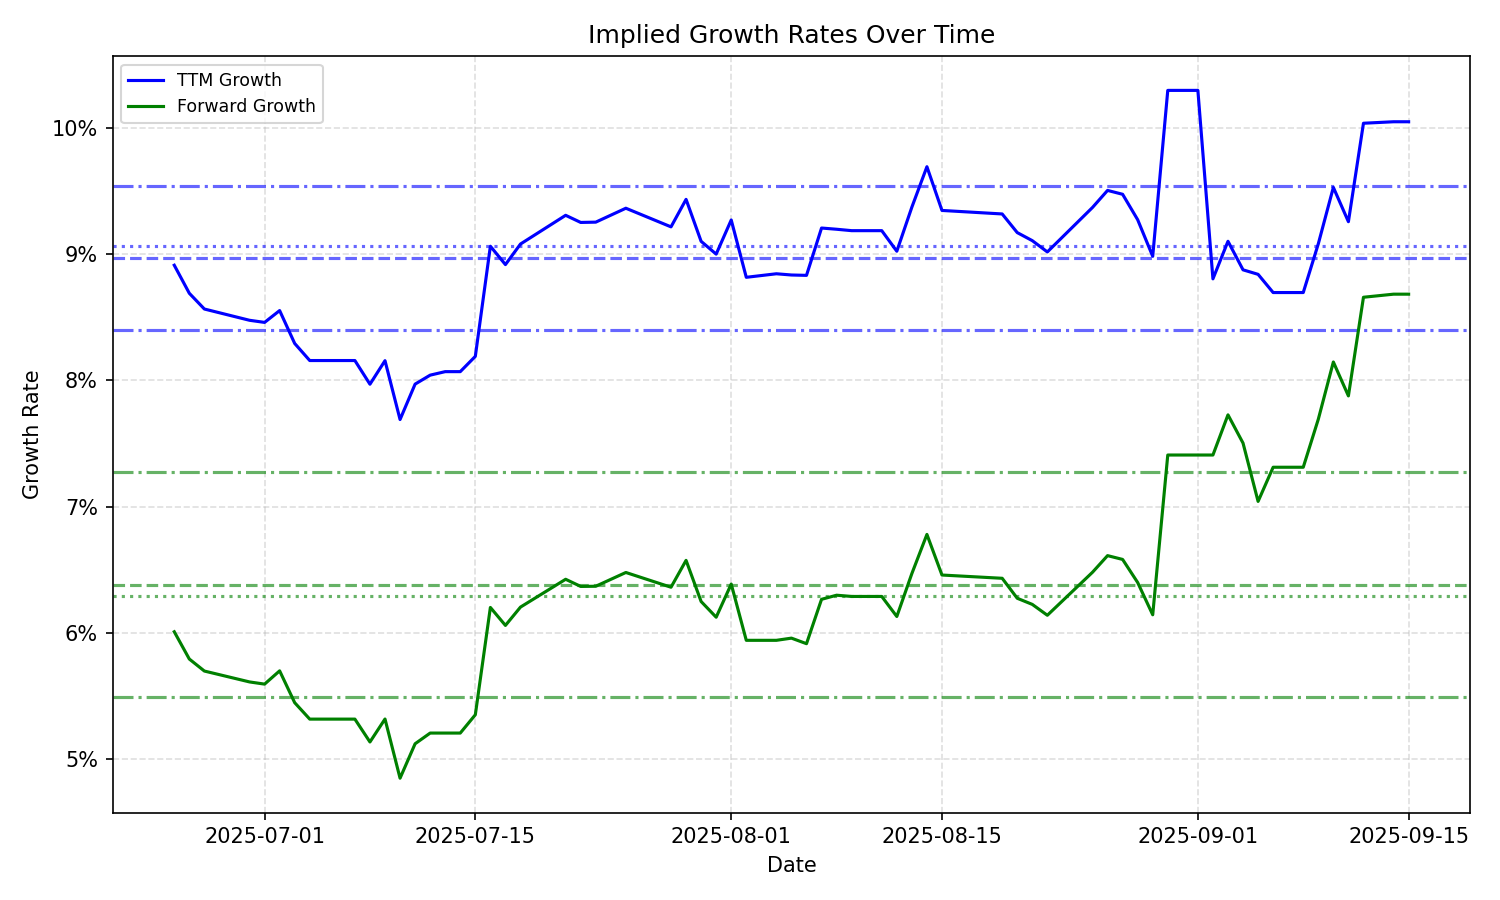 Implied Growth Rates Over Time
TTM Growth
Forward Growth
10%
9%
8%
7%
6%
5%
Growth Rate
2025-07-01
2025-07-15
2025-08-01
2025-08-15
2025-09-01
2025-09-15
Date